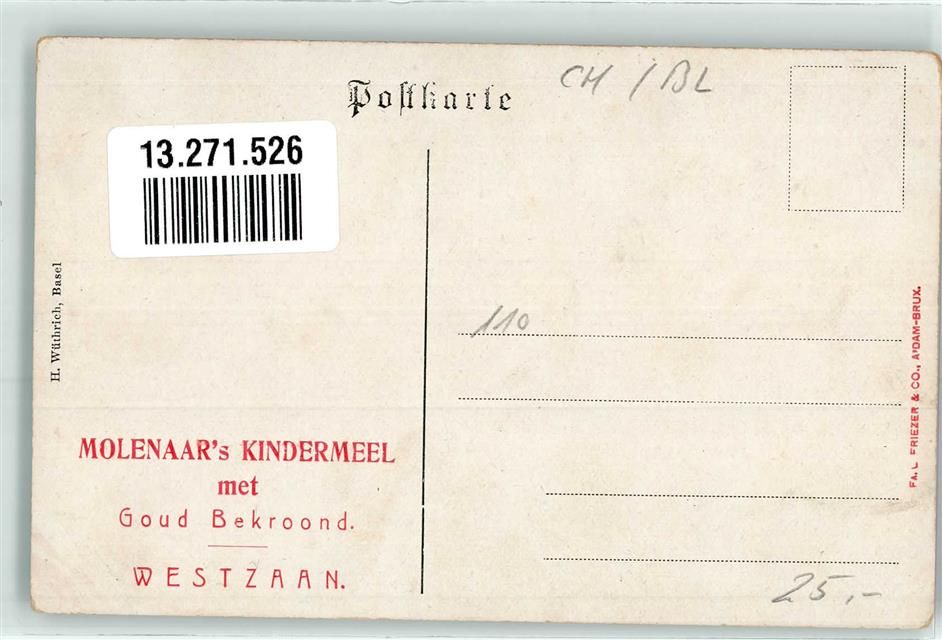 Postkarte
CH / BL
13.271.526
H. Wüthrich, Basel
110
MOLENAAR's KINDERMEEL
met
Goud Bekroond.
WESTZAAN.
FA. L. FRIEZER & CO., A'DAM-BRUX.
25,-